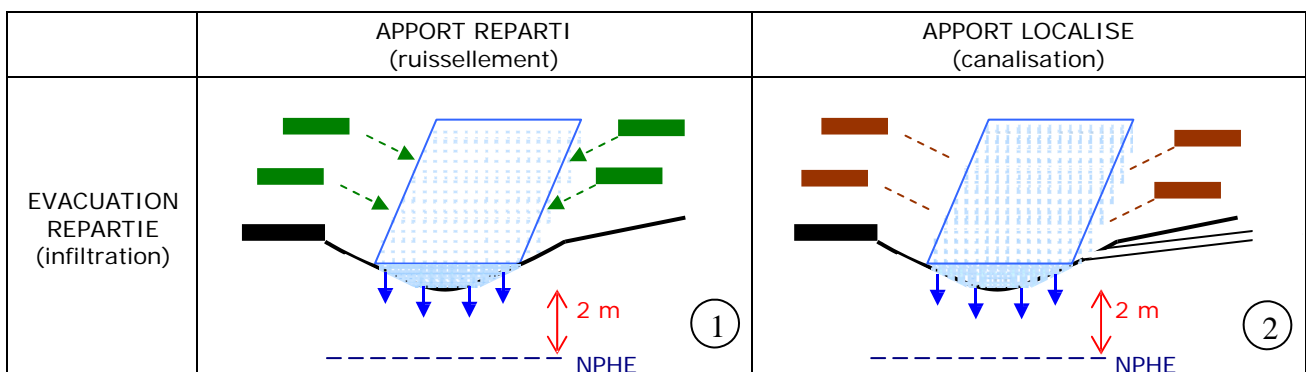 APPORT REPARTI
(ruissellement)
APPORT LOCALISE
(canalisation)
EVACUATION
REPARTIE
(infiltration)
2 m
1
NPHE
2 m
2
NPHE